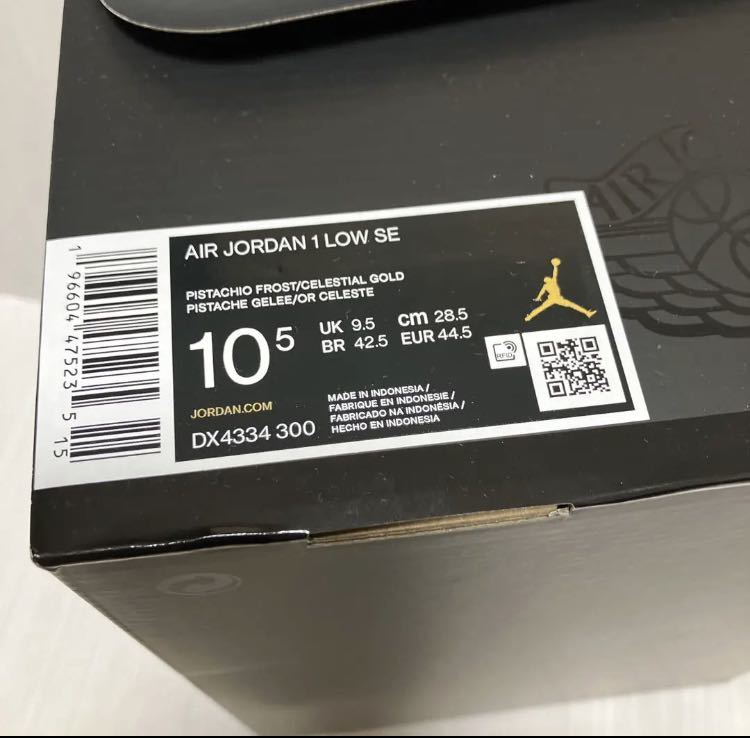 AIR JORDAN 1 LOW SE
PISTACHIO FROST/CELESTIAL GOLD
PISTACHE GELEE/OR CELESTE
10 5
UK 9.5 cm 28.5
BR 42.5 EUR 44.5
RFID
JORDAN.COM
DX4334 300
MADE IN INDONESIA /
FABRIQUE EN INDONESIE /
FABRICADO NA INDONÉSIA /
HECHO EN INDONESIA
1 96604 47523 5 15
AIR